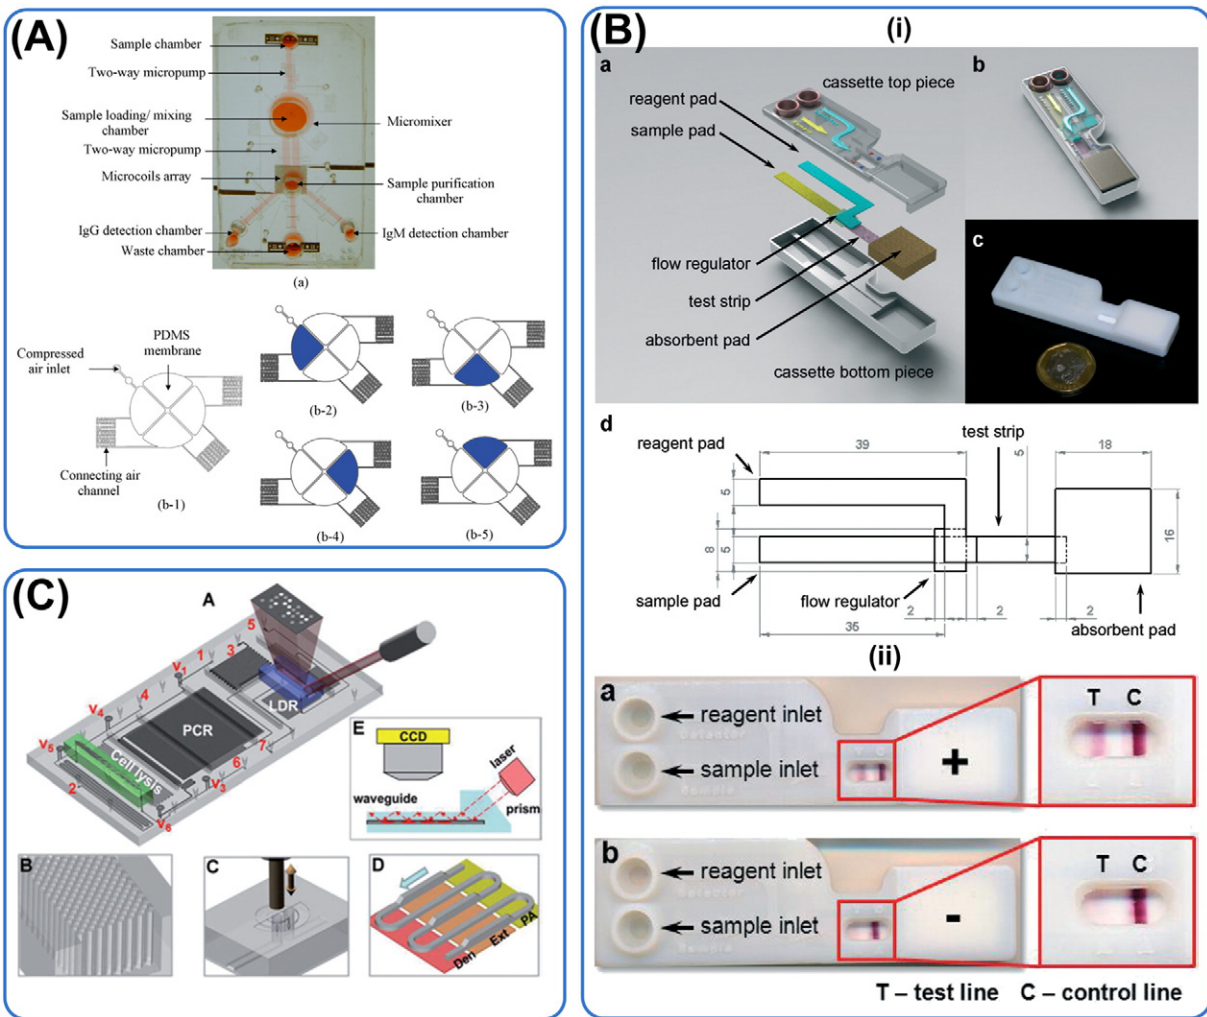 (A)
Sample chamber
Two-way micropump
Sample loading/ mixing
chamber
Micromixer
Two-way micropump
Microcoils array
Sample purification
chamber
IgG detection chamber
IgM detection chamber
Waste chamber
(a)
PDMS
membrane
Compressed
air inlet
Connecting air
channel
(b-1)
(b-2)
(b-3)
(b-4)
(b-5)
(B)
(i)
a
cassette top piece
reagent pad
sample pad
flow regulator
test strip
absorbent pad
cassette bottom piece
b
c
d
reagent pad
test strip
39
18
5
5
8
5
16
sample pad
flow regulator
2
2
2
absorbent pad
35
(ii)
a
reagent inlet
sample inlet
T C
+
T C
b
reagent inlet
sample inlet
-
T C
T – test line C – control line
(C)
A
5
3
1
V1
4
V4
LDR
PCR
7
V5
Cell lysis
6
V3
2
V6
E
CCD
laser
waveguide
prism
B
C
D
PA
Ext
Den